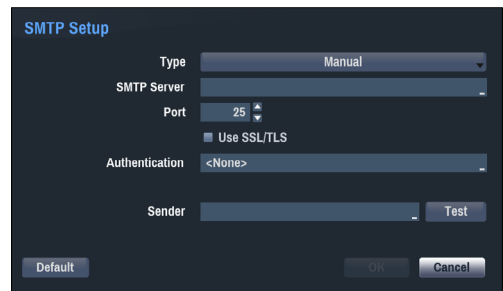 SMTP Setup
Type Manual
SMTP Server
Port 25
Use SSL/TLS
Authentication <None>
Sender Test
Default OK Cancel